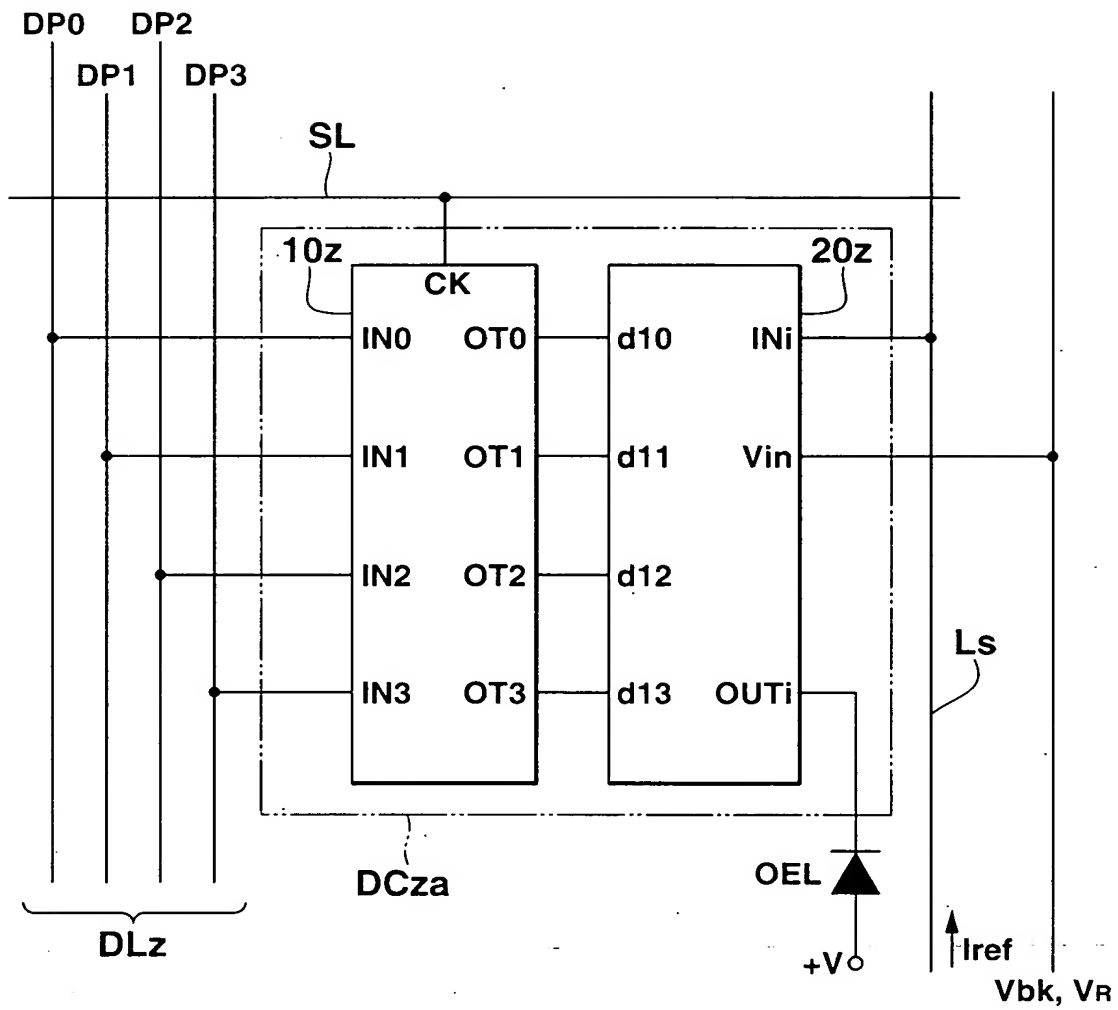 DP0 DP2
DP1 DP3
SL
10z 20z
CK
IN0 OT0 d10 INi
IN1 OT1 d11 Vin
IN2 OT2 d12
Ls
IN3 OT3 d13 OUTi
DCza
OEL
DLz
+V
Iref
Vbk, VR